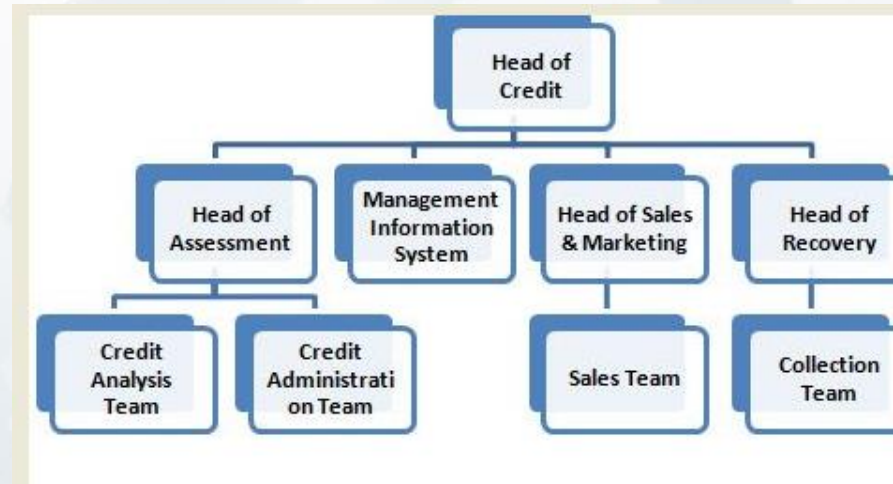 Head of
Credit
Head of
Assessment
Management
Information
System
Head of Sales
& Marketing
Head of
Recovery
Credit
Analysis
Team
Credit
Administrati
on Team
Sales Team
Collection
Team